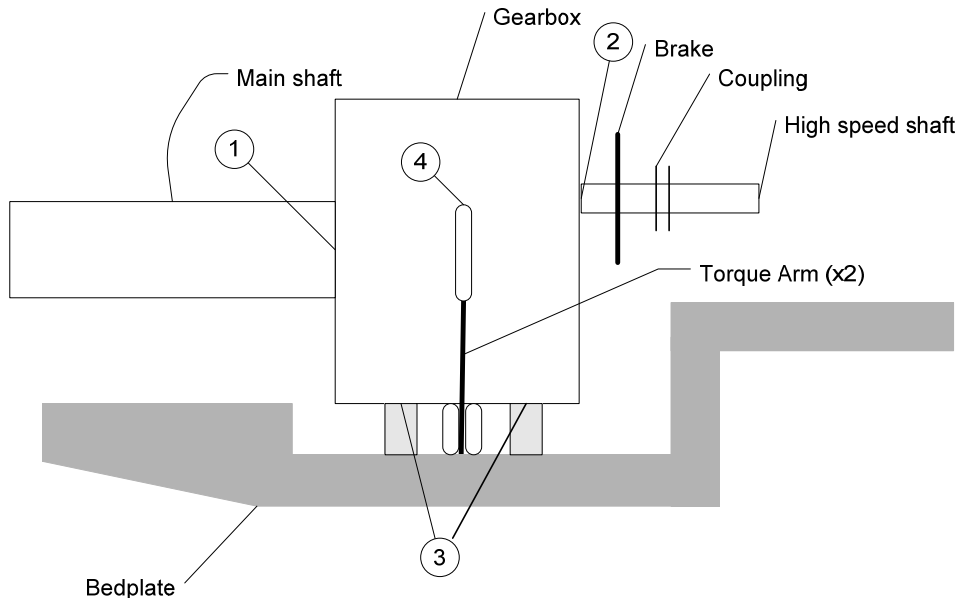 Gearbox
2
Brake
Main shaft
Coupling
High speed shaft
1
4
Torque Arm (x2)
3
Bedplate